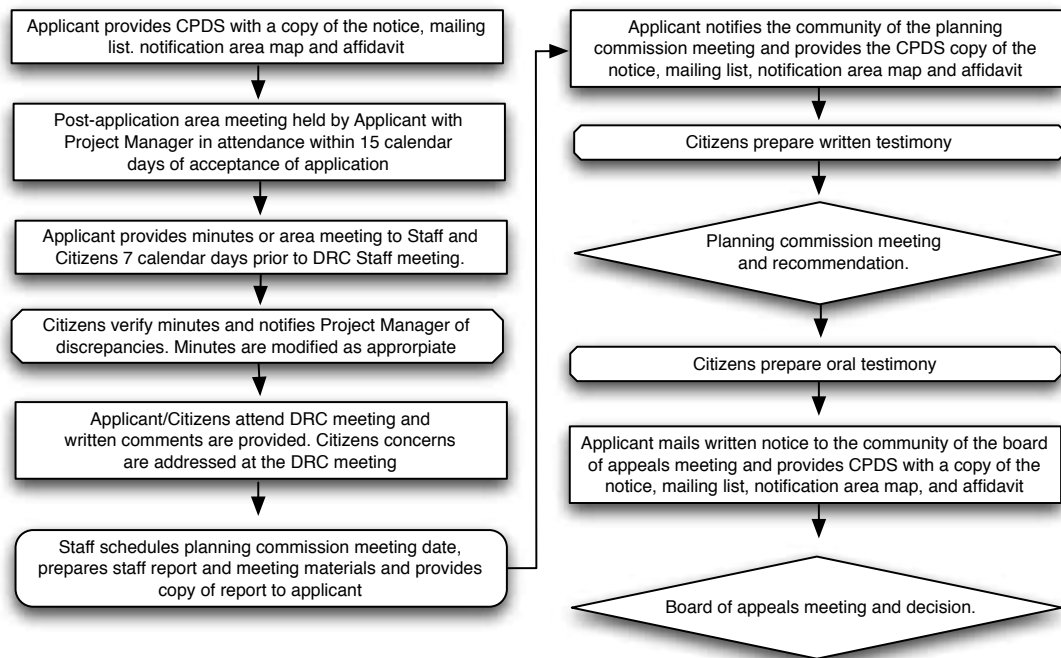 Applicant provides CPDS with a copy of the notice, mailing
list. notification area map and affidavit
Post-application area meeting held by Applicant with
Project Manager in attendance within 15 calendar
days of acceptance of application
Applicant provides minutes or area meeting to Staff and
Citizens 7 calendar days prior to DRC Staff meeting.
Citizens verify minutes and notifies Project Manager of
discrepancies. Minutes are modified as approrpiate
Applicant/Citizens attend DRC meeting and
written comments are provided. Citizens concerns
are addressed at the DRC meeting
Staff schedules planning commission meeting date,
prepares staff report and meeting materials and provides
copy of report to applicant
Applicant notifies the community of the planning
commission meeting and provides the CPDS copy of the
notice, mailing list, notification area map and affidavit
Citizens prepare written testimony
Planning commission meeting
and recommendation.
Citizens prepare oral testimony
Applicant mails written notice to the community of the board
of appeals meeting and provides CPDS with a copy of the
notice, mailing list, notification area map, and affidavit
Board of appeals meeting and decision.